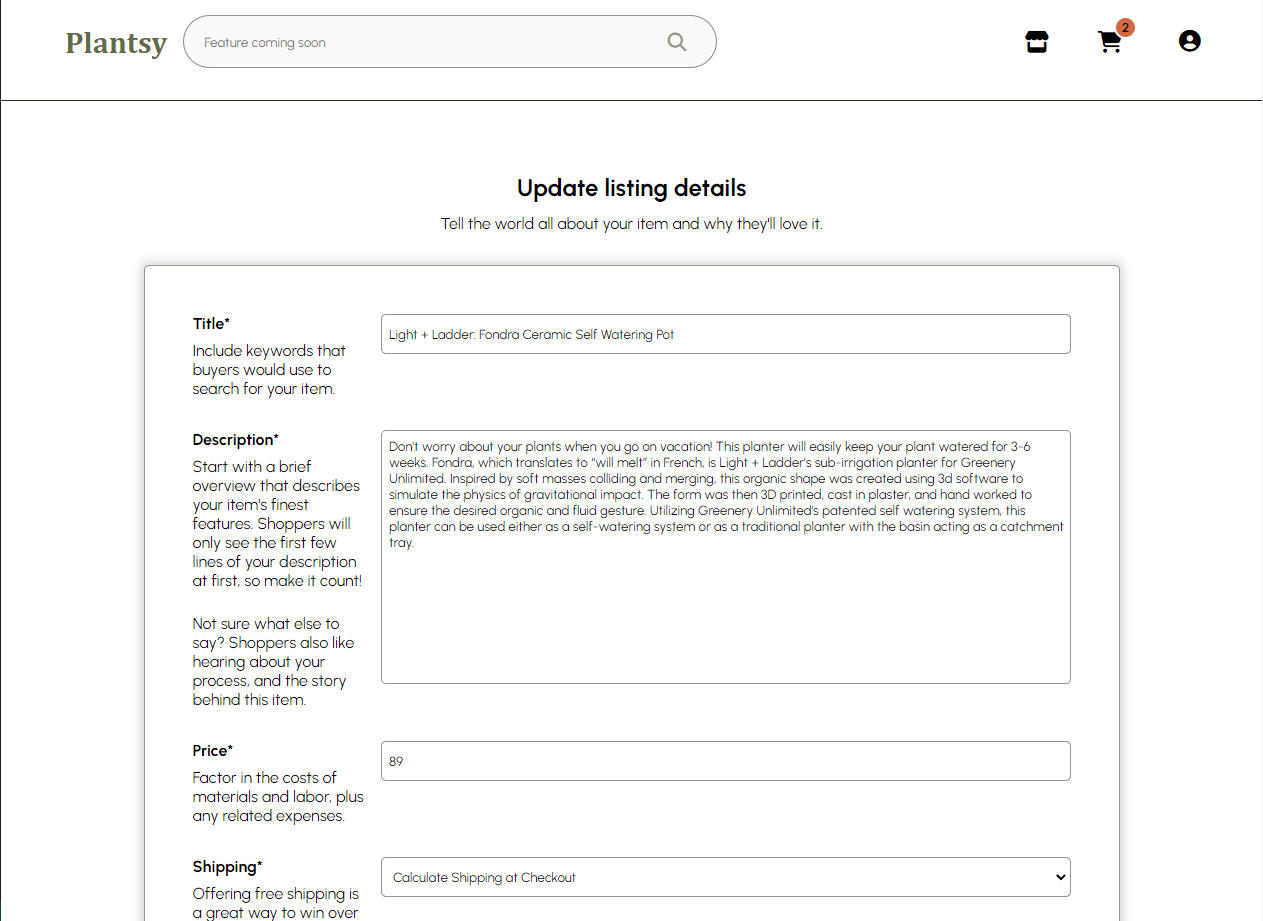 Plantsy
Feature coming soon
2
Update listing details
Tell the world all about your item and why they'll love it.
Title*
Include keywords that
buyers would use to
search for your item.
Light + Ladder: Fondra Ceramic Self Watering Pot
Description*
Start with a brief
overview that describes
your item's finest
features. Shoppers will
only see the first few
lines of your description
at first, so make it count!
Not sure what else to
say? Shoppers also like
hearing about your
process, and the story
behind this item.
Don't worry about your plants when you go on vacation! This planter will easily keep your plant watered for 3-6
weeks. Fondra, which translates to “will melt” in French, is Light + Ladder’s sub-irrigation planter for Greenery
Unlimited. Inspired by soft masses colliding and merging, this organic shape was created using 3d software to
simulate the physics of gravitational impact. The form was then 3D printed, cast in plaster, and hand worked to
ensure the desired organic and fluid gesture. Utilizing Greenery Unlimited's patented self watering system, this
planter can be used either as a self-watering system or as a traditional planter with the basin acting as a catchment
tray.
Price*
Factor in the costs of
materials and labor, plus
any related expenses.
89
Shipping*
Offering free shipping is
a great way to win over
Calculate Shipping at Checkout